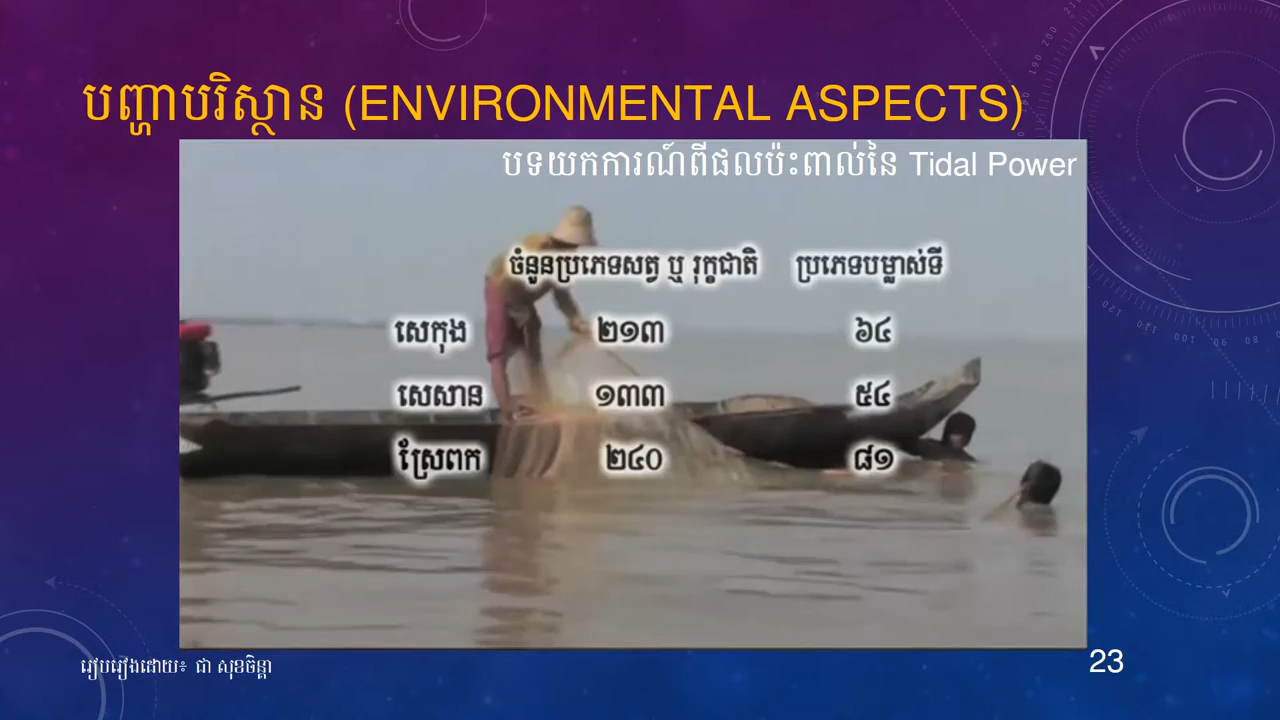 បញ្ហាបរិស្ថាន (ENVIRONMENTAL ASPECTS)
បទយកការណ៍ពីផលប៉ះពាល់នៃ Tidal Power
ចំនួនប្រភេទសត្វ ឬ រុក្ខជាតិ ប្រភេទបម្លាស់ទី
សេកុង ២១៣ ៦៤
សេសាន ១៣៣ ៥៤
ស្រែពក ២៤០ ៨១
រៀបរៀងដោយ៖ ជា សុខចិន្តា 23